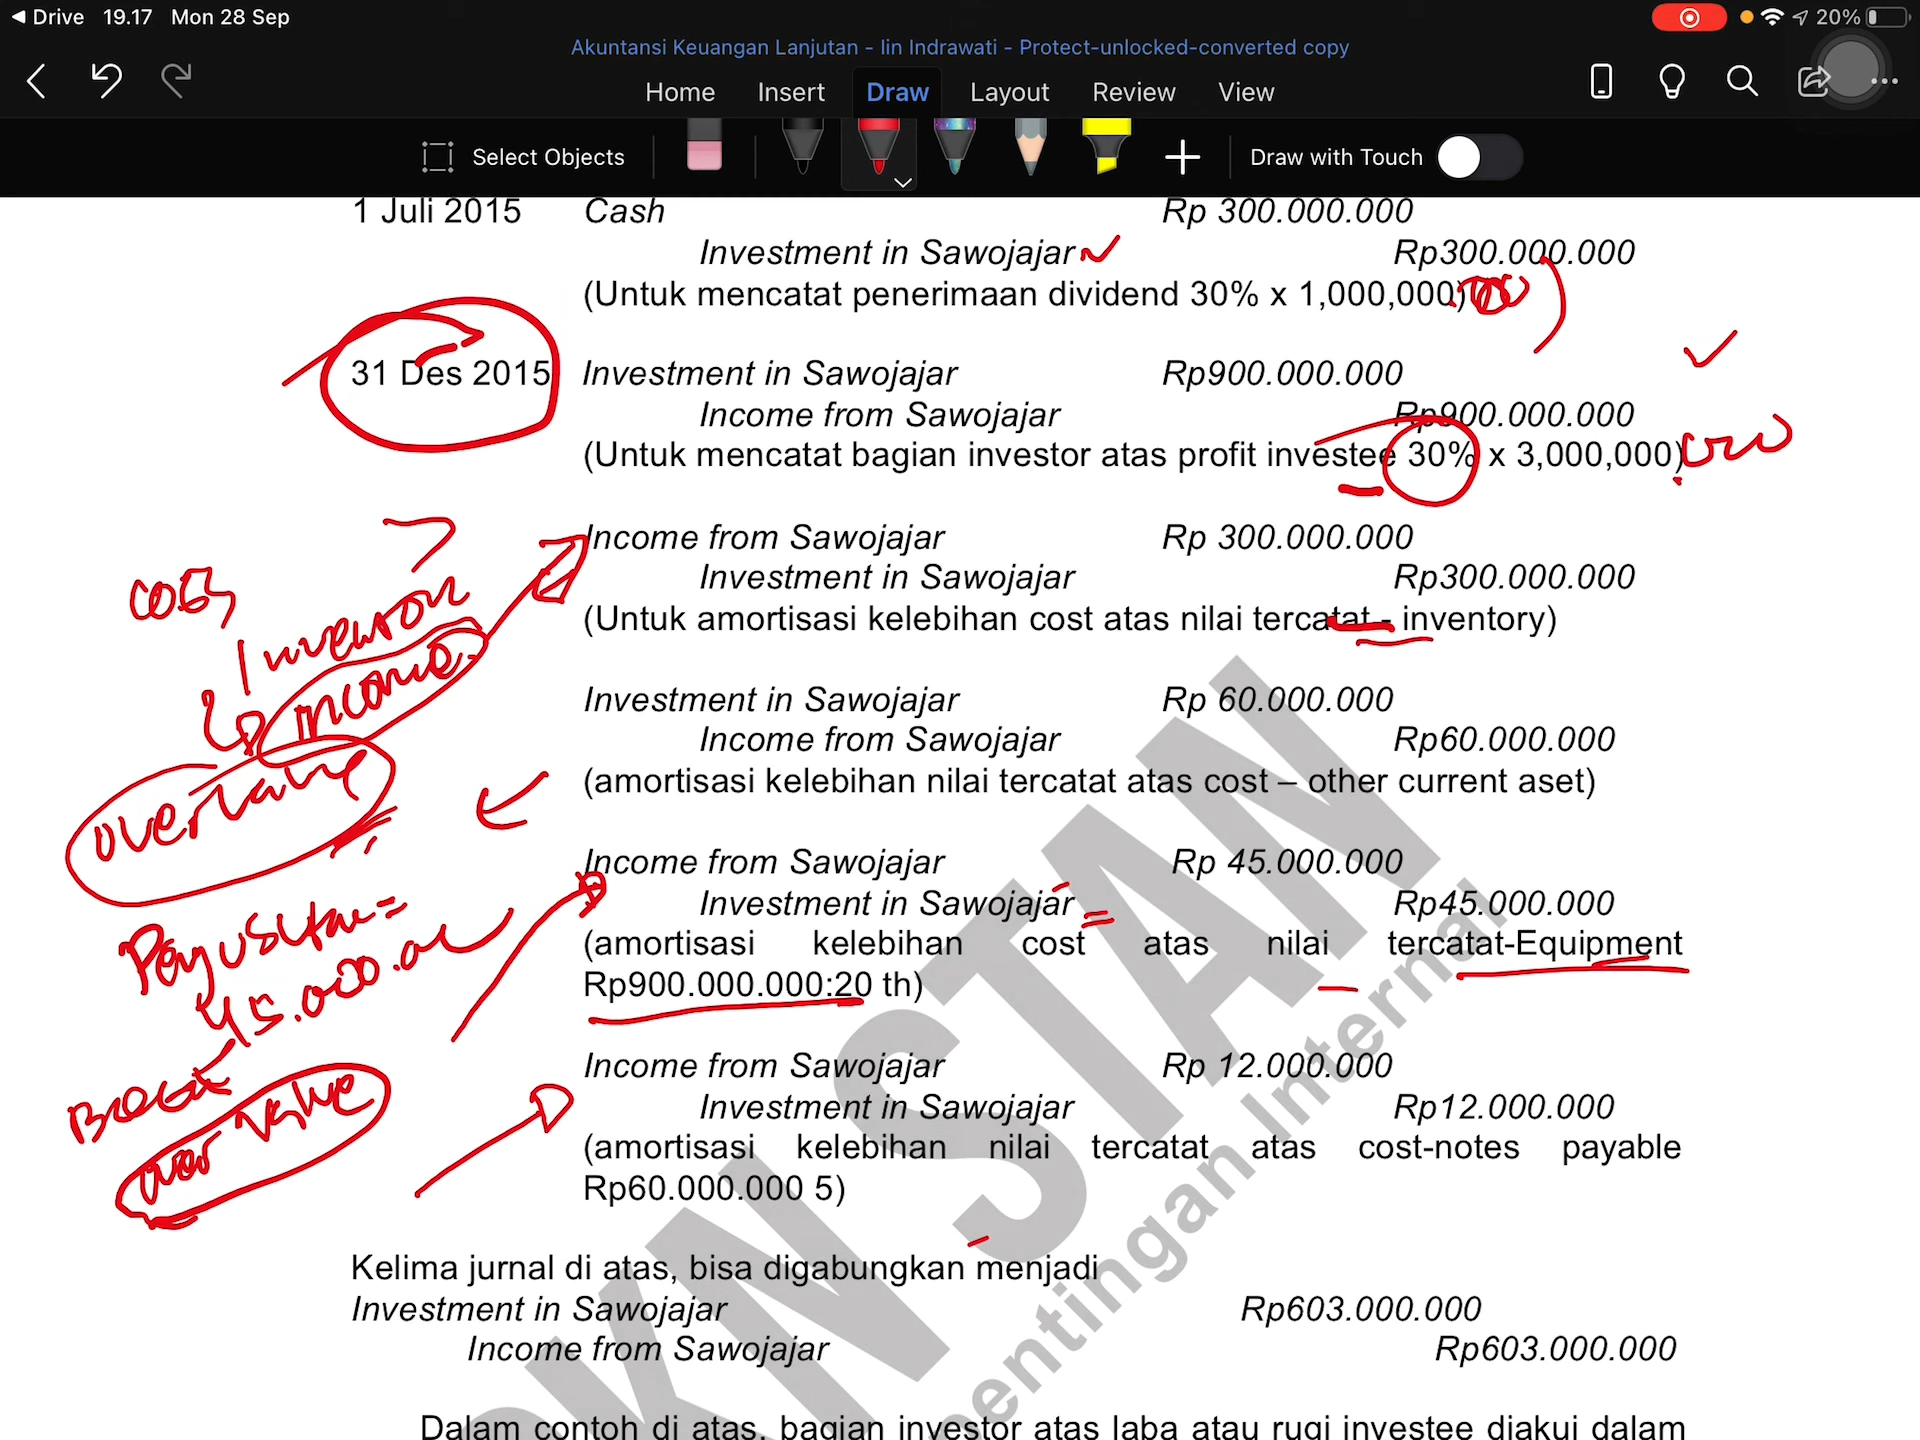 Drive 19.17 Mon 28 Sep
20%
Akuntansi Keuangan Lanjutan - Iin Indrawati - Protect-unlocked-converted copy
Home Insert Draw Layout Review View
Select Objects
Draw with Touch
1 Juli 2015 Cash Rp 300.000.000
Investment in Sawojajar Rp300.000.000
(Untuk mencatat penerimaan dividend 30% x 1,000,000)
31 Des 2015 Investment in Sawojajar Rp900.000.000
Income from Sawojajar Rp900.000.000
(Untuk mencatat bagian investor atas profit investee 30% x 3,000,000)
Income from Sawojajar Rp 300.000.000
Investment in Sawojajar Rp300.000.000
(Untuk amortisasi kelebihan cost atas nilai tercatat - inventory)
income
Investment in Sawojajar Rp 60.000.000
Income from Sawojajar Rp60.000.000
(amortisasi kelebihan nilai tercatat atas cost – other current aset)
overvalue
Income from Sawojajar Rp 45.000.000
Investment in Sawojajar Rp45.000.000
(amortisasi kelebihan cost atas nilai tercatat-Equipment
Rp900.000.000:20 th)
Income from Sawojajar Rp 12.000.000
Investment in Sawojajar Rp12.000.000
over value
(amortisasi kelebihan nilai tercatat atas cost-notes payable
Rp60.000.000 5)
Kelima jurnal di atas, bisa digabungkan menjadi
Investment in Sawojajar Rp603.000.000
Income from Sawojajar Rp603.000.000
Dalam contoh di atas, bagian investor atas laba atau rugi investee diakui dalam
PKN STAN
pentingan Internal